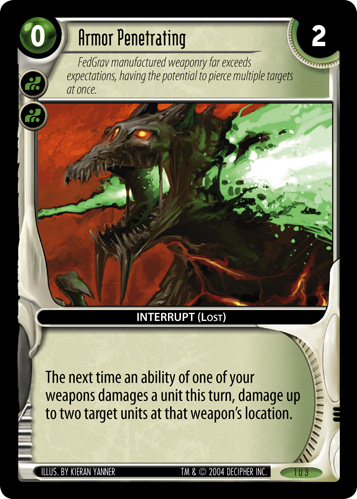 0 Armor Penetrating 2
FedGrav manufactured weaponry far exceeds
expectations, having the potential to pierce multiple targets
at once.
INTERRUPT (LOST)
The next time an ability of one of your
weapons damages a unit this turn, damage up
to two target units at that weapon's location.
ILLUS. BY KIERAN YANNER TM & © 2004 DECIPHER INC. 1 U 3